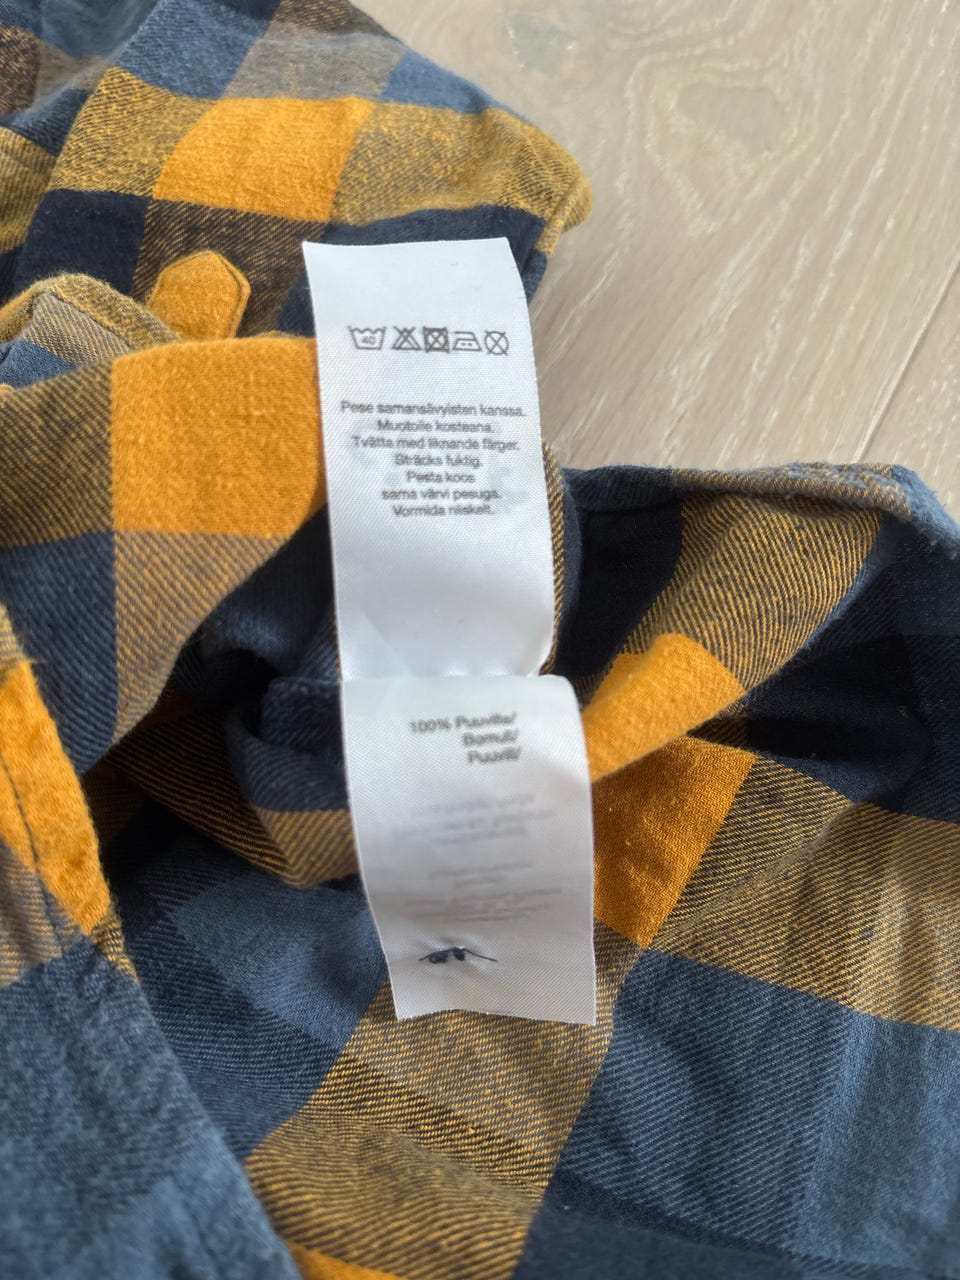 40
Pese samansävyisten kanssa.
Muotoile kosteana.
Tvätta med liknande färger.
Sträcks fuktig.
Pesta koos
sama värvi pesuga.
Vormida niiskelt.
100% Puuvilla/
Bomull/
Puuvill/